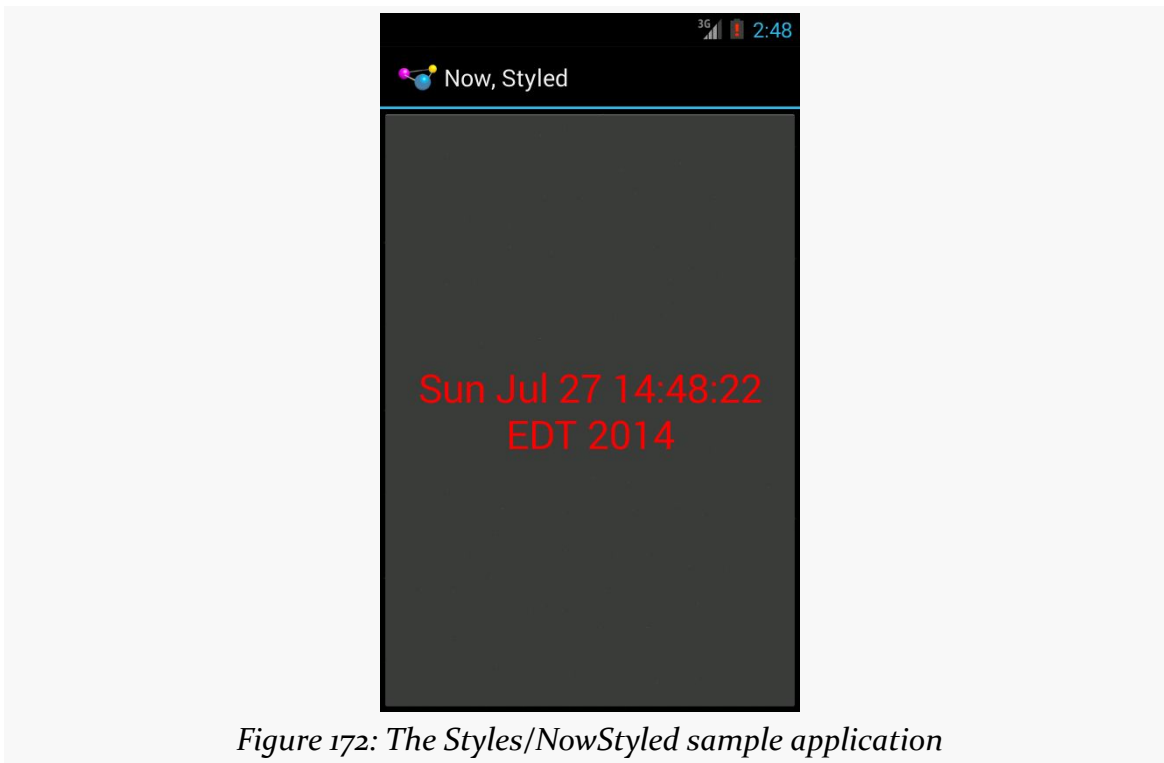 3G 2:48
Now, Styled
Sun Jul 27 14:48:22
EDT 2014
Figure 172: The Styles/NowStyled sample application